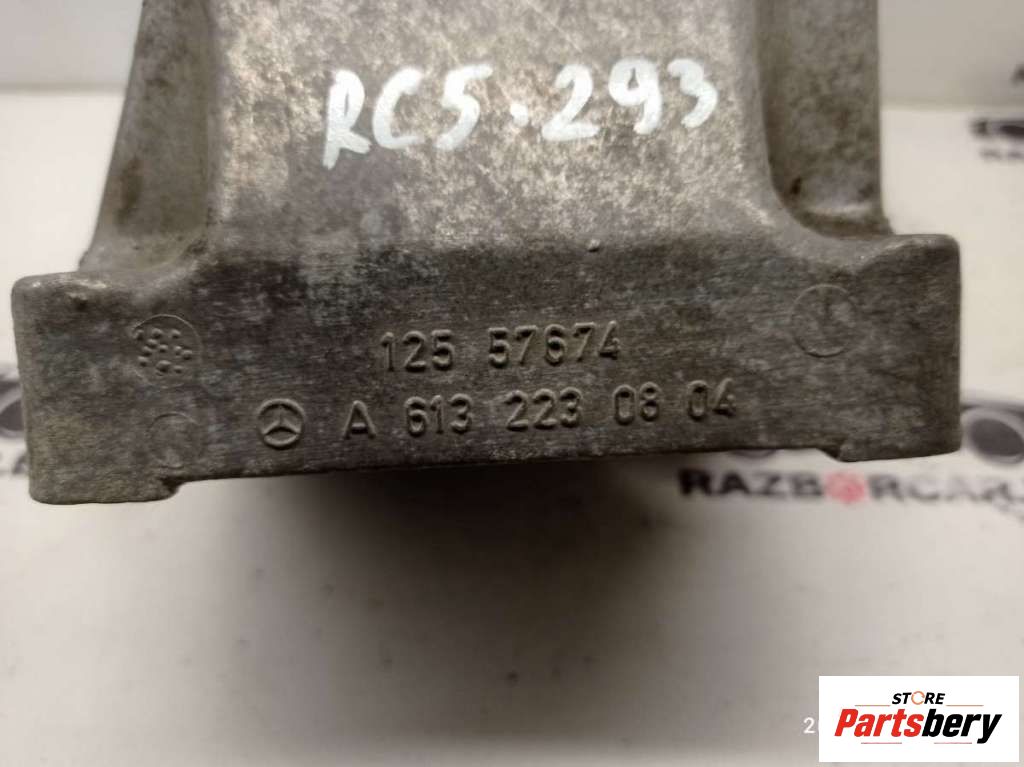 RC5.293
125 57674
A 613 223 08 04
RAZBORCAR
STORE
Partsbery